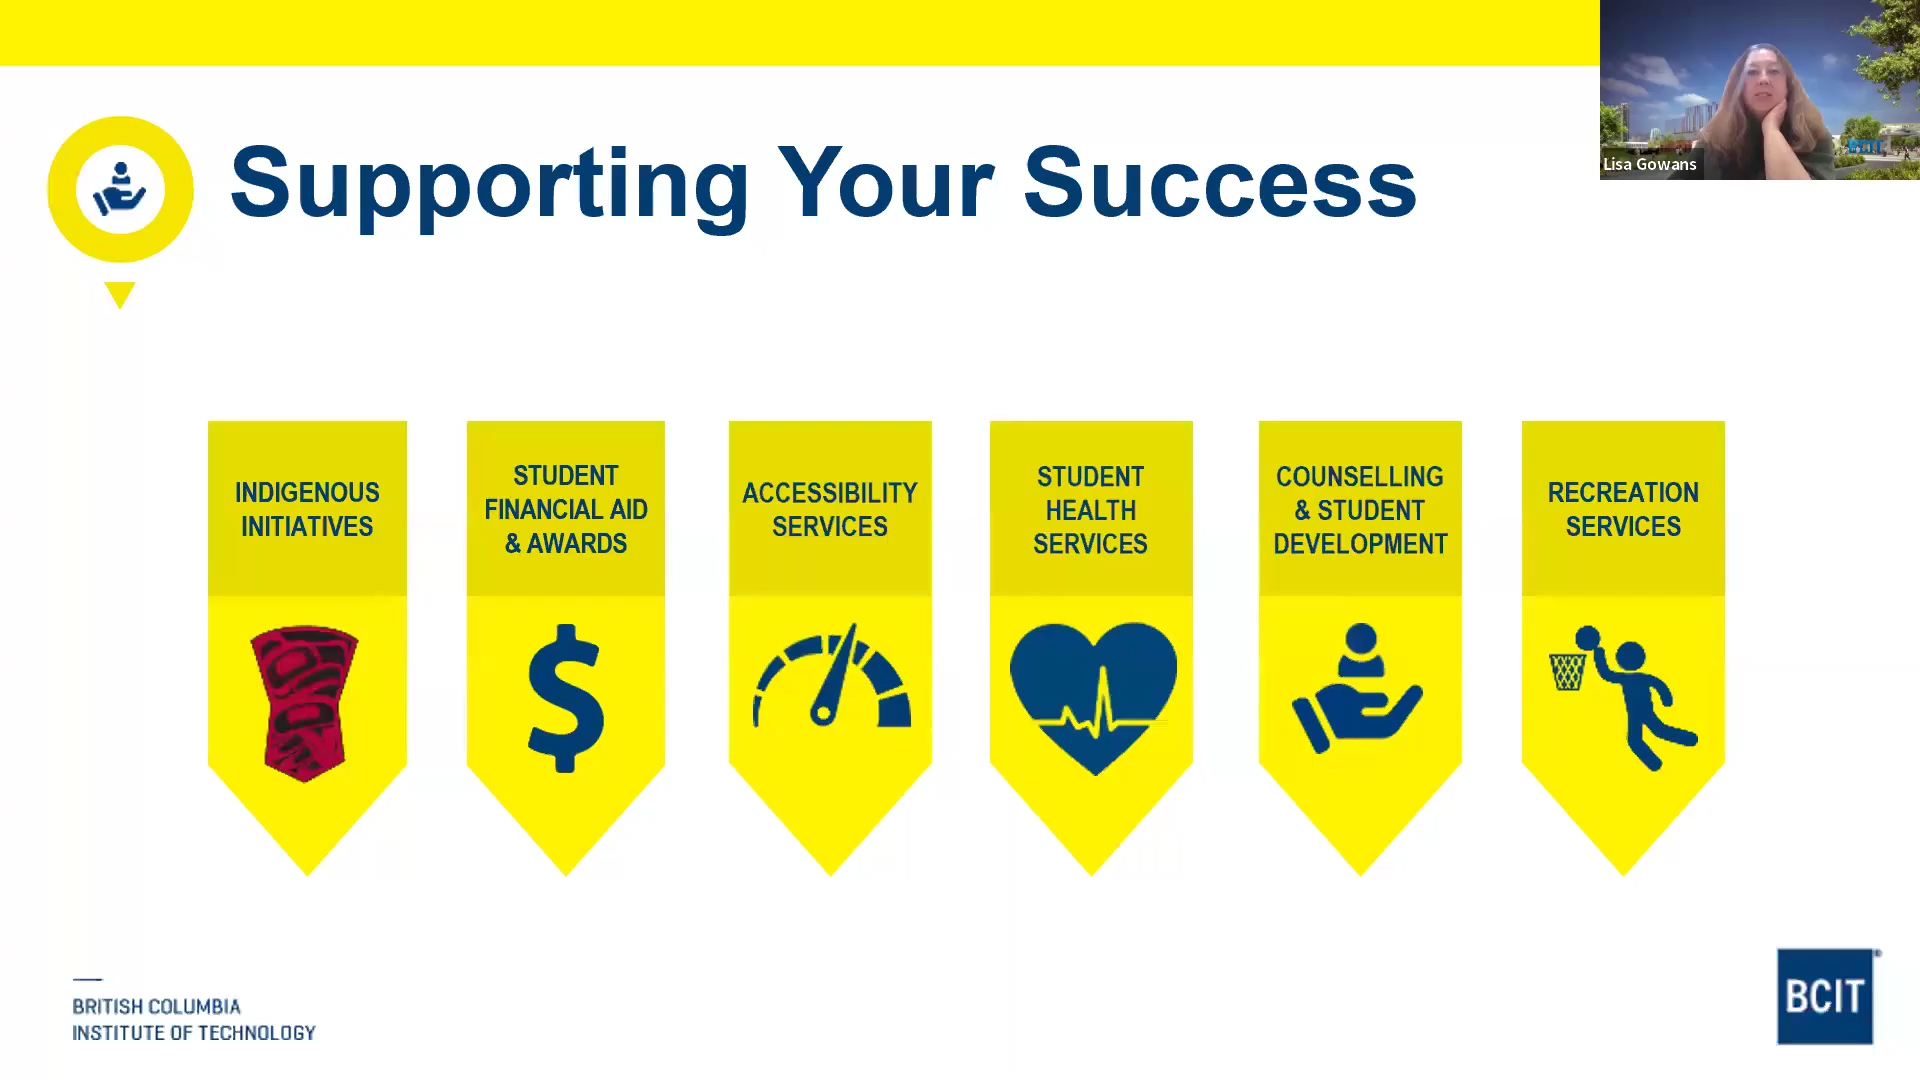 Supporting Your Success
Lisa Gowans
BCIT
INDIGENOUS
INITIATIVES
STUDENT
FINANCIAL AID
& AWARDS
ACCESSIBILITY
SERVICES
STUDENT
HEALTH
SERVICES
COUNSELLING
& STUDENT
DEVELOPMENT
RECREATION
SERVICES
$
BRITISH COLUMBIA
INSTITUTE OF TECHNOLOGY
BCIT®